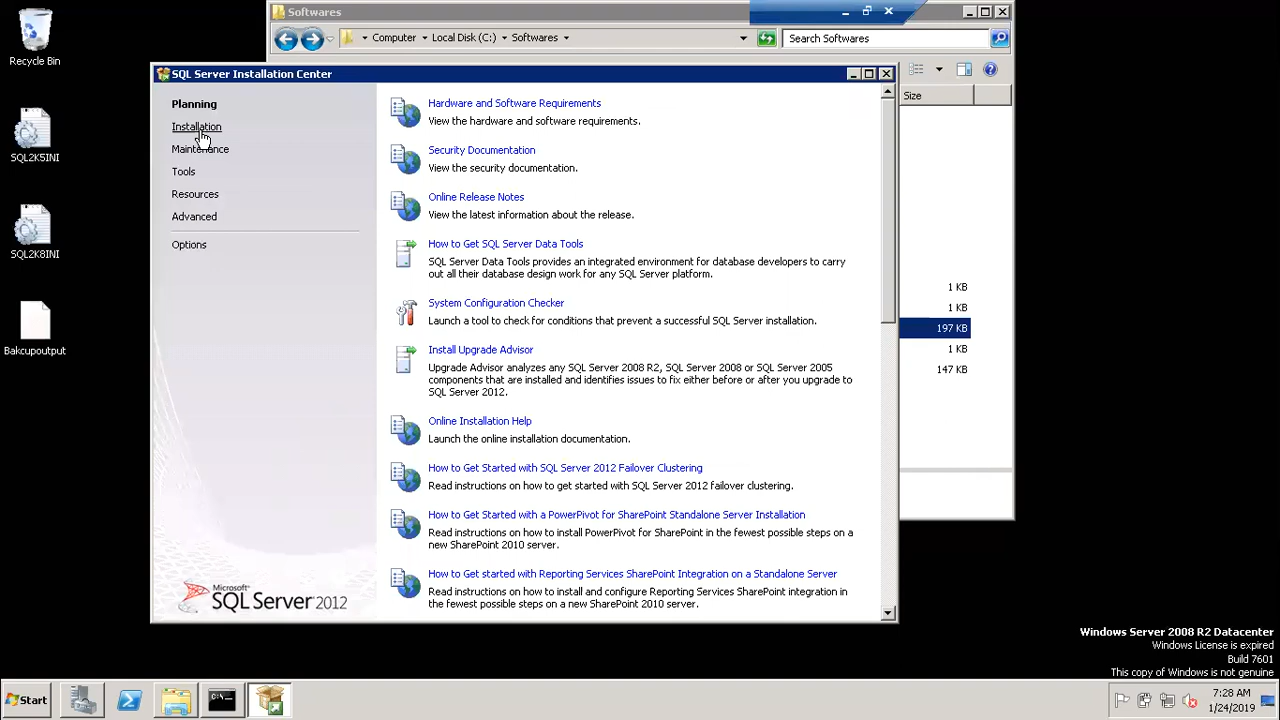 Softwares
Computer
Local Disk (C:)
Softwares
Search Softwares
Recycle Bin
SQL2K5INI
SQL2K8INI
Bakcupoutput
Size
1 KB
1 KB
197 KB
1 KB
147 KB
SQL Server Installation Center
Planning
Installation
Maintenance
Tools
Resources
Advanced
Options
Microsoft®
SQL Server 2012
Hardware and Software Requirements
View the hardware and software requirements.
Security Documentation
View the security documentation.
Online Release Notes
View the latest information about the release.
How to Get SQL Server Data Tools
SQL Server Data Tools provides an integrated environment for database developers to carry
out all their database design work for any SQL Server platform.
System Configuration Checker
Launch a tool to check for conditions that prevent a successful SQL Server installation.
Install Upgrade Advisor
Upgrade Advisor analyzes any SQL Server 2008 R2, SQL Server 2008 or SQL Server 2005
components that are installed and identifies issues to fix either before or after you upgrade to
SQL Server 2012.
Online Installation Help
Launch the online installation documentation.
How to Get Started with SQL Server 2012 Failover Clustering
Read instructions on how to get started with SQL Server 2012 failover clustering.
How to Get Started with a PowerPivot for SharePoint Standalone Server Installation
Read instructions on how to install PowerPivot for SharePoint in the fewest possible steps on a
new SharePoint 2010 server.
How to Get started with Reporting Services SharePoint Integration on a Standalone Server
Read instructions on how to install and configure Reporting Services SharePoint integration in
the fewest possible steps on a new SharePoint 2010 server.
Windows Server 2008 R2 Datacenter
Windows License is expired
Build 7601
This copy of Windows is not genuine
Start
C:\
7:28 AM
1/24/2019